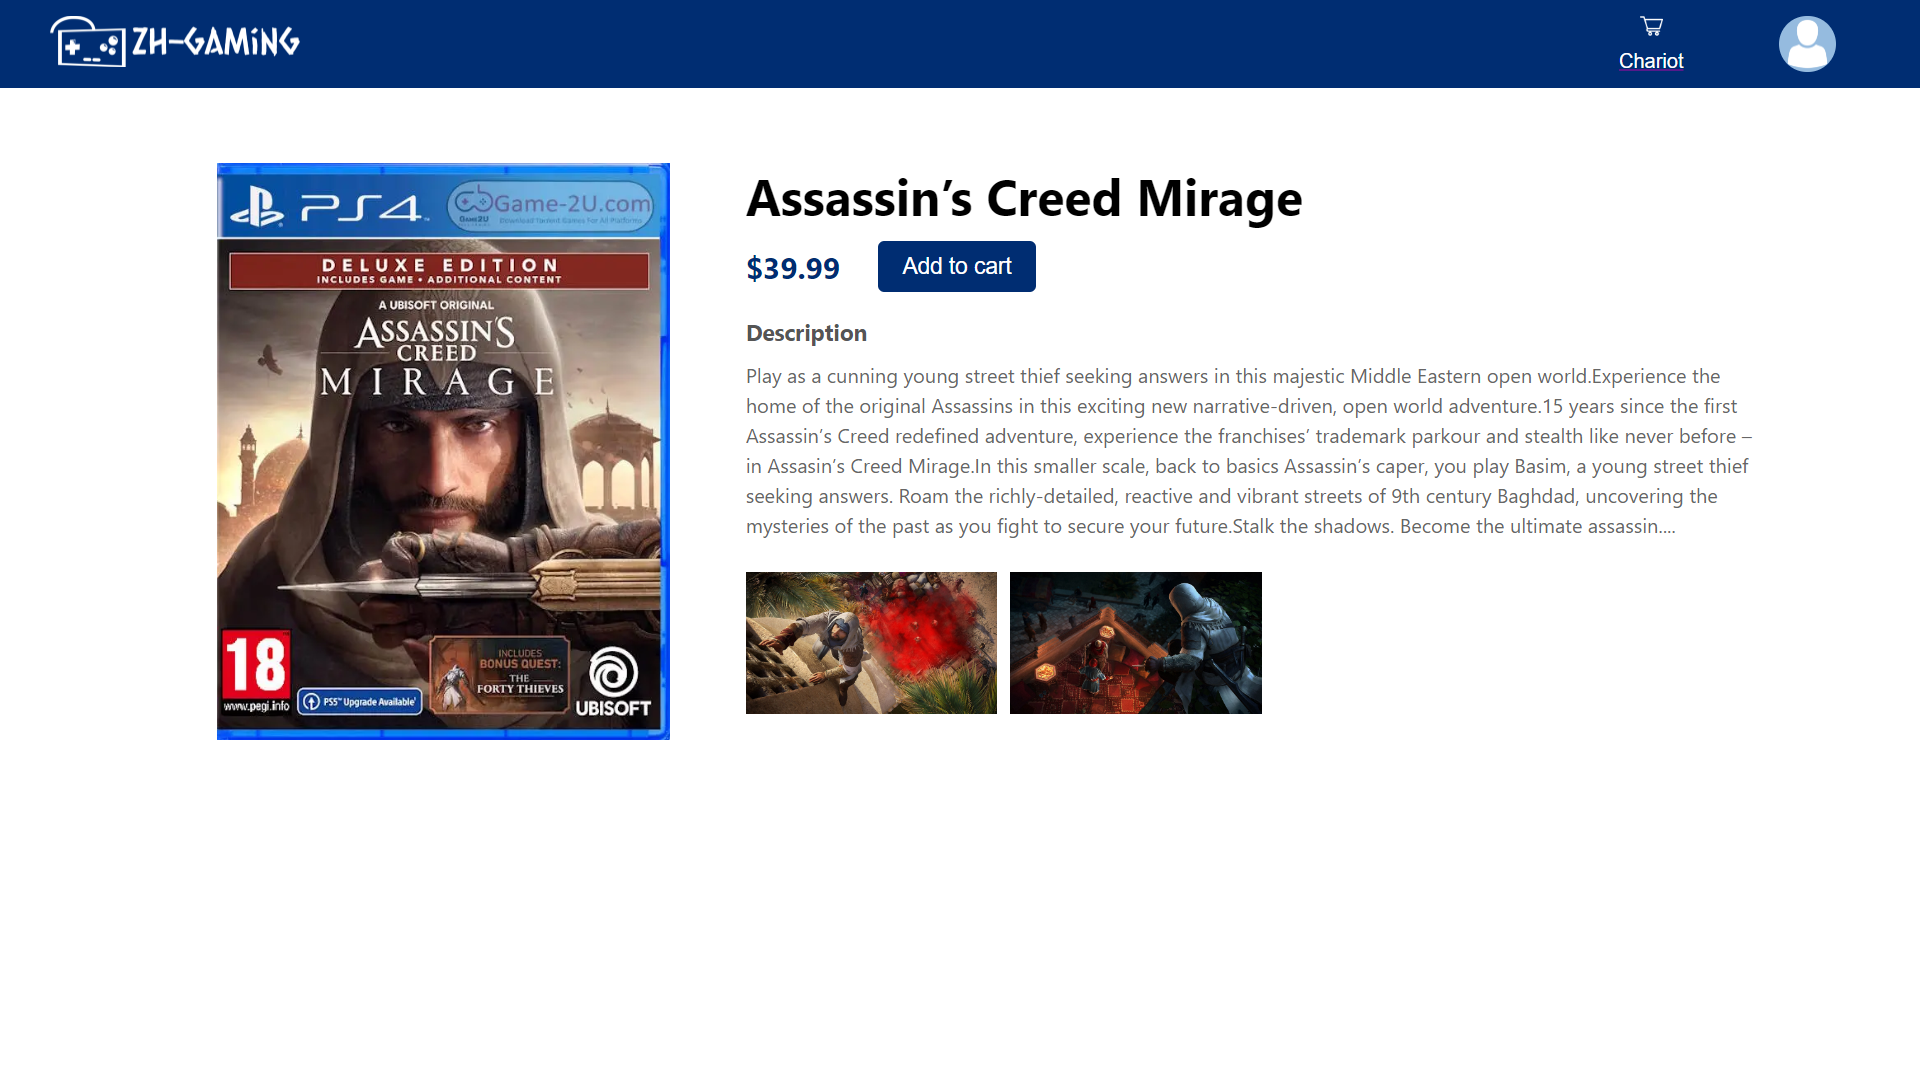 ZH-GAMiNG
Chariot
PS4
Game-2U.com
GAME2U
Download Torrent Games For All Platforms
DELUXE EDITION
INCLUDES GAME • ADDITIONAL CONTENT
A UBISOFT ORIGINAL
ASSASSIN'S
CREED
MIRAGE
18
www.pegi.info
PS5™ Upgrade Available
INCLUDES
BONUS QUEST:
THE
FORTY THIEVES
UBISOFT
Assassin’s Creed Mirage
$39.99
Add to cart
Description
Play as a cunning young street thief seeking answers in this majestic Middle Eastern open world.Experience the
home of the original Assassins in this exciting new narrative-driven, open world adventure.15 years since the first
Assassin’s Creed redefined adventure, experience the franchises’ trademark parkour and stealth like never before –
in Assasin’s Creed Mirage.In this smaller scale, back to basics Assassin’s caper, you play Basim, a young street thief
seeking answers. Roam the richly-detailed, reactive and vibrant streets of 9th century Baghdad, uncovering the
mysteries of the past as you fight to secure your future.Stalk the shadows. Become the ultimate assassin....